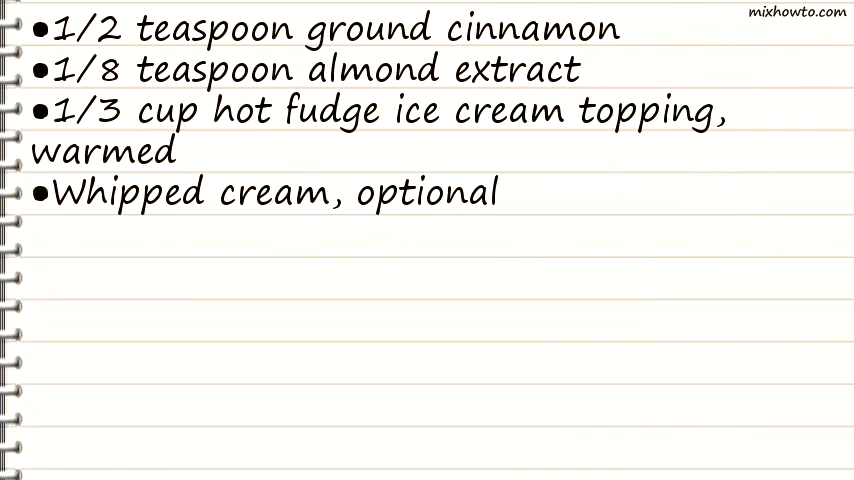 mixhowto.com
•1/2 teaspoon ground cinnamon
•1/8 teaspoon almond extract
•1/3 cup hot fudge ice cream topping,
warmed
•Whipped cream, optional